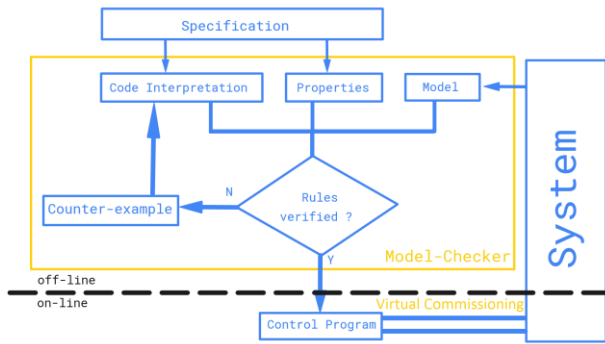 Specification
Code Interpretation
Properties
Model
System
N
Rules
verified ?
Counter-example
Y
Model-Checker
off-line
on-line
Virtual Commissioning
Control Program